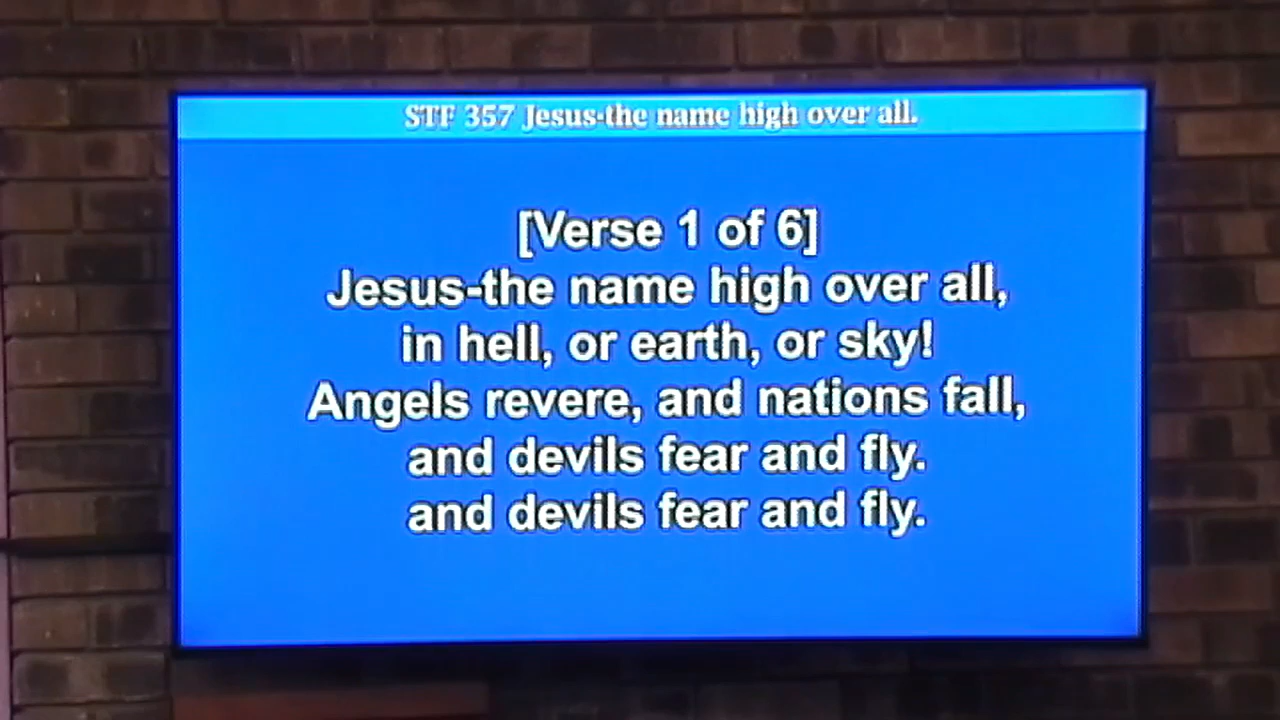 STF 357 Jesus-the name high over all.
[Verse 1 of 6]
Jesus-the name high over all,
in hell, or earth, or sky!
Angels revere, and nations fall,
and devils fear and fly.
and devils fear and fly.